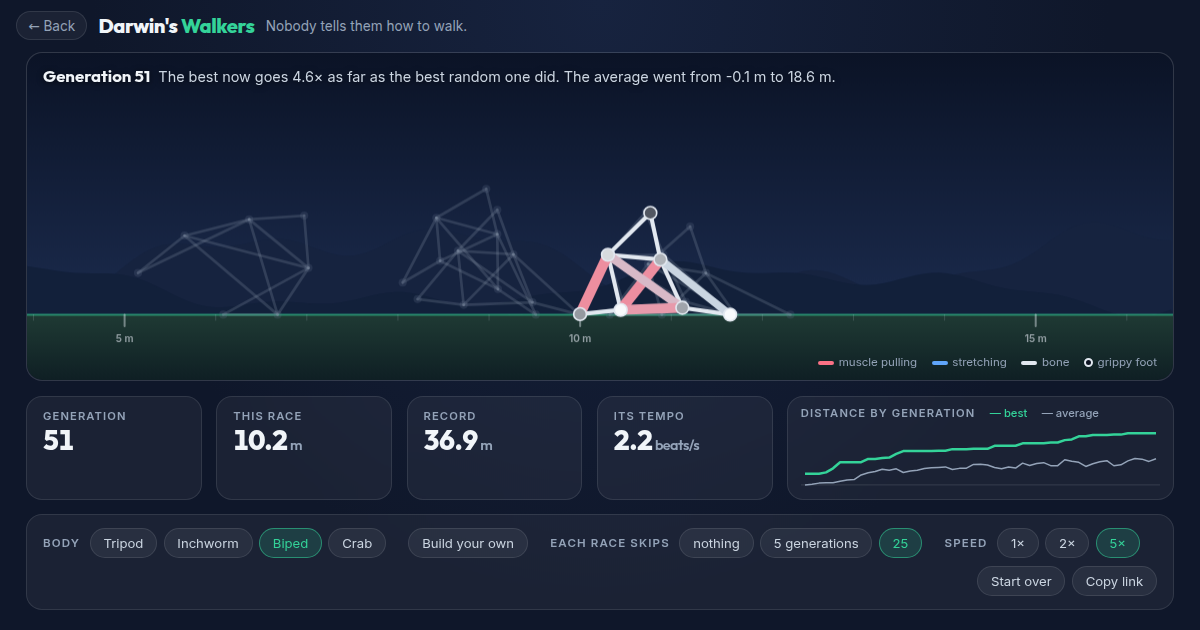 ← Back Darwin's Walkers Nobody tells them how to walk.
Generation 51 The best now goes 4.6× as far as the best random one did. The average went from -0.1 m to 18.6 m.
5 m 10 m 15 m
muscle pulling stretching bone grippy foot
GENERATION
51
THIS RACE
10.2 m
RECORD
36.9 m
ITS TEMPO
2.2 beats/s
DISTANCE BY GENERATION — best — average
BODY Tripod Inchworm Biped Crab Build your own EACH RACE SKIPS nothing 5 generations 25 SPEED 1× 2× 5×
Start over Copy link